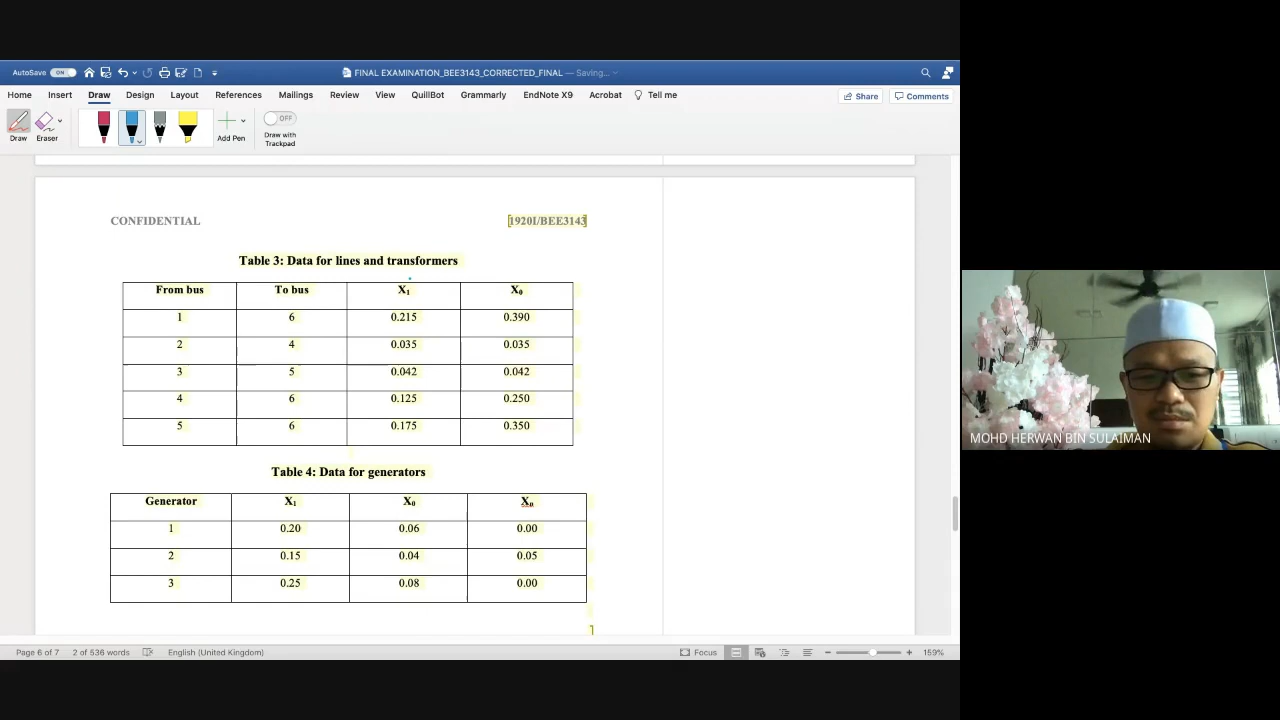 AutoSave ON FINAL EXAMINATION_BEE3143_CORRECTED_FINAL — Saving...
Home Insert Draw Design Layout References Mailings Review View QuillBot Grammarly EndNote X9 Acrobat Tell me Share Comments
OFF
Draw Eraser Add Pen Draw with
Trackpad
CONFIDENTIAL [1920I/BEE3143]
Table 3: Data for lines and transformers
From bus To bus X₁ X₀
1 6 0.215 0.390
2 4 0.035 0.035
3 5 0.042 0.042
4 6 0.125 0.250
5 6 0.175 0.350
MOHD HERWAN BIN SULAIMAN
Table 4: Data for generators
Generator X₁ X₀ Xₙ
1 0.20 0.06 0.00
2 0.15 0.04 0.05
3 0.25 0.08 0.00
]
Page 6 of 7 2 of 536 words English (United Kingdom) Focus 159%